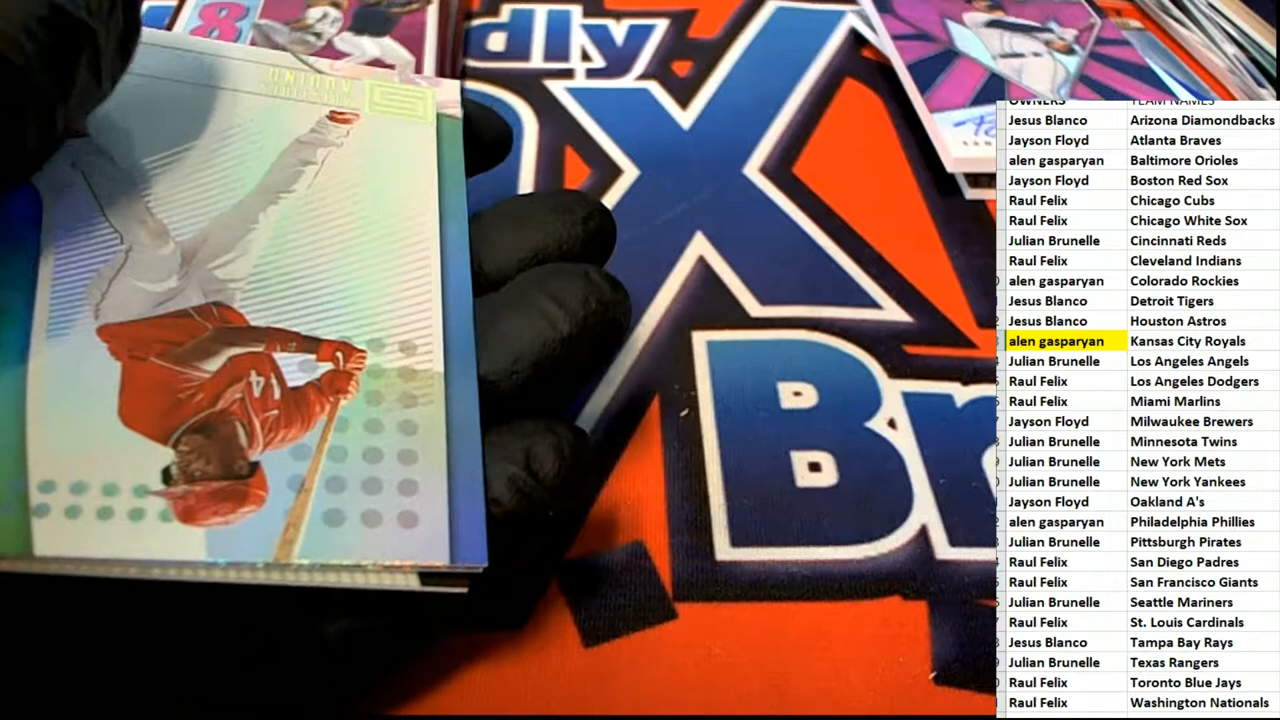 8
dly
OX
Br
44
OWNERS TEAM NAMES
Jesus Blanco Arizona Diamondbacks
Jayson Floyd Atlanta Braves
alen gasparyan Baltimore Orioles
Jayson Floyd Boston Red Sox
Raul Felix Chicago Cubs
Raul Felix Chicago White Sox
Julian Brunelle Cincinnati Reds
Raul Felix Cleveland Indians
alen gasparyan Colorado Rockies
Jesus Blanco Detroit Tigers
Jesus Blanco Houston Astros
alen gasparyan Kansas City Royals
Julian Brunelle Los Angeles Angels
Raul Felix Los Angeles Dodgers
Raul Felix Miami Marlins
Jayson Floyd Milwaukee Brewers
Julian Brunelle Minnesota Twins
Julian Brunelle New York Mets
Julian Brunelle New York Yankees
Jayson Floyd Oakland A's
alen gasparyan Philadelphia Phillies
Julian Brunelle Pittsburgh Pirates
Raul Felix San Diego Padres
Raul Felix San Francisco Giants
Julian Brunelle Seattle Mariners
Raul Felix St. Louis Cardinals
Jesus Blanco Tampa Bay Rays
Julian Brunelle Texas Rangers
Raul Felix Toronto Blue Jays
Raul Felix Washington Nationals